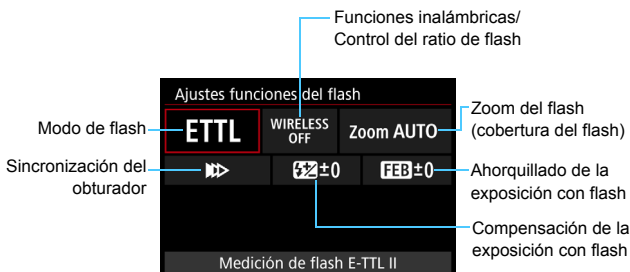 Funciones inalámbricas/
Control del ratio de flash
Ajustes funciones del flash
Modo de flash
ETTL
WIRELESS
OFF
Zoom AUTO
Zoom del flash
(cobertura del flash)
Sincronización del
obturador
±0
FEB±0
Ahorquillado de la
exposición con flash
Compensación de la
exposición con flash
Medición de flash E-TTL II